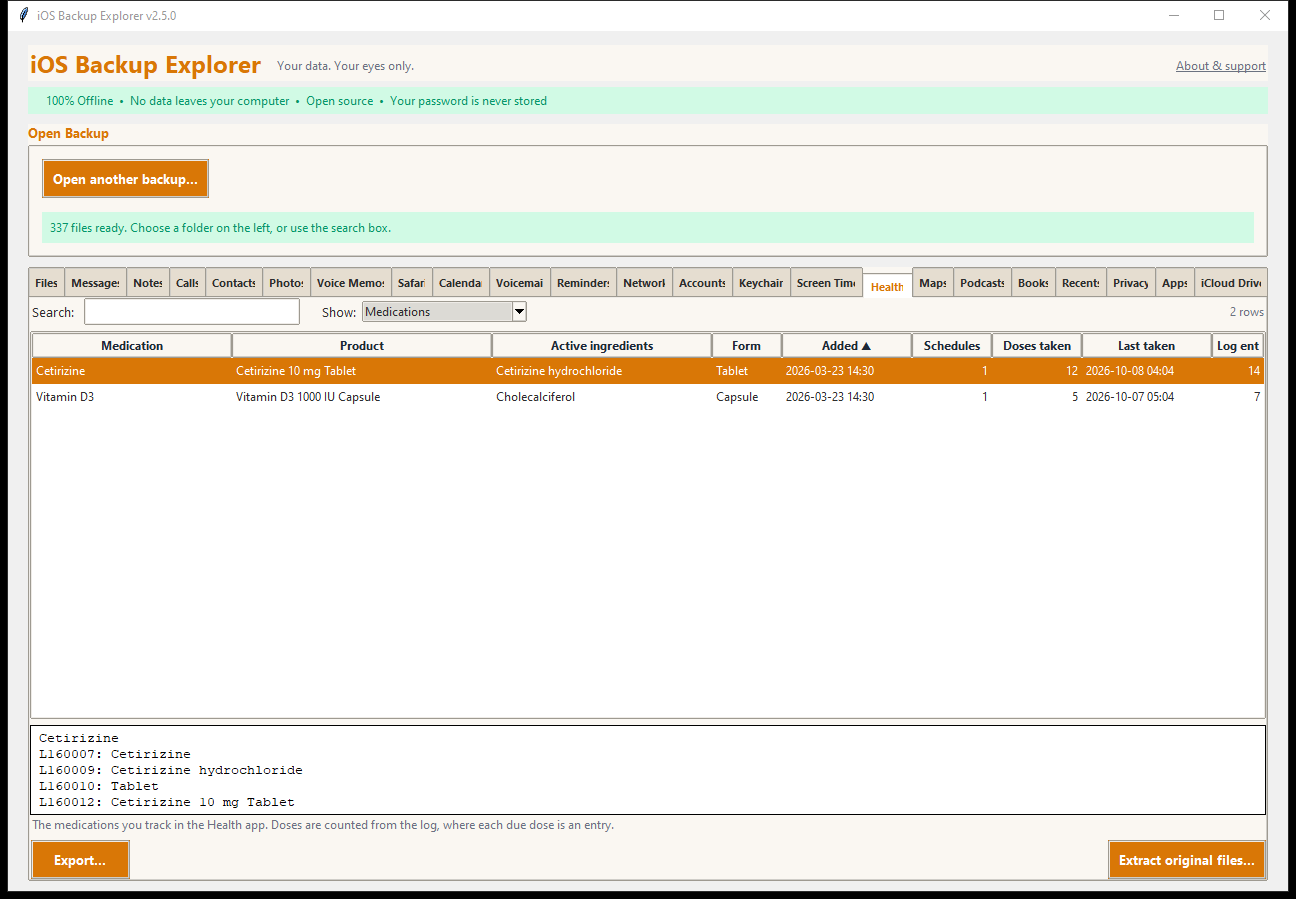 iOS Backup Explorer v2.5.0
iOS Backup Explorer Your data. Your eyes only. About & support
100% Offline • No data leaves your computer • Open source • Your password is never stored
Open Backup
Open another backup...
337 files ready. Choose a folder on the left, or use the search box.
Files Messages Notes Calls Contacts Photos Voice Memos Safari Calenda Voicemai Reminders Network Accounts Keychain Screen Time Health Maps Podcasts Books Recents Privacy Apps iCloud Drive
Search: Show: Medications 2 rows
Medication Product Active ingredients Form Added ▲ Schedules Doses taken Last taken Log ent
Cetirizine Cetirizine 10 mg Tablet Cetirizine hydrochloride Tablet 2026-03-23 14:30 1 12 2026-10-08 04:04 14
Vitamin D3 Vitamin D3 1000 IU Capsule Cholecalciferol Capsule 2026-03-23 14:30 1 5 2026-10-07 05:04 7
Cetirizine
L160007: Cetirizine
L160009: Cetirizine hydrochloride
L160010: Tablet
L160012: Cetirizine 10 mg Tablet
The medications you track in the Health app. Doses are counted from the log, where each due dose is an entry.
Export... Extract original files...